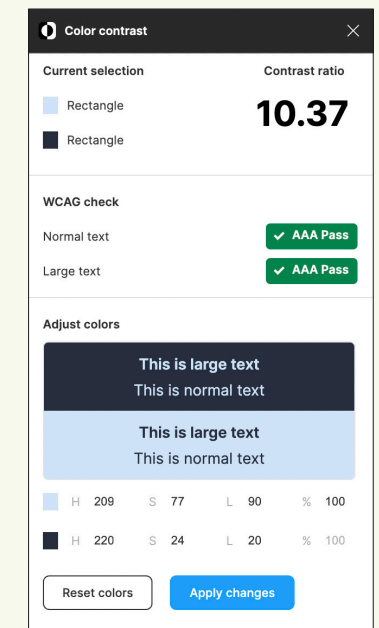 Color contrast
Current selection
Contrast ratio
Rectangle
10.37
Rectangle
WCAG check
Normal text
AAA Pass
Large text
AAA Pass
Adjust colors
This is large text
This is normal text
This is large text
This is normal text
H 209 S 77 L 90 % 100
H 220 S 24 L 20 % 100
Reset colors
Apply changes